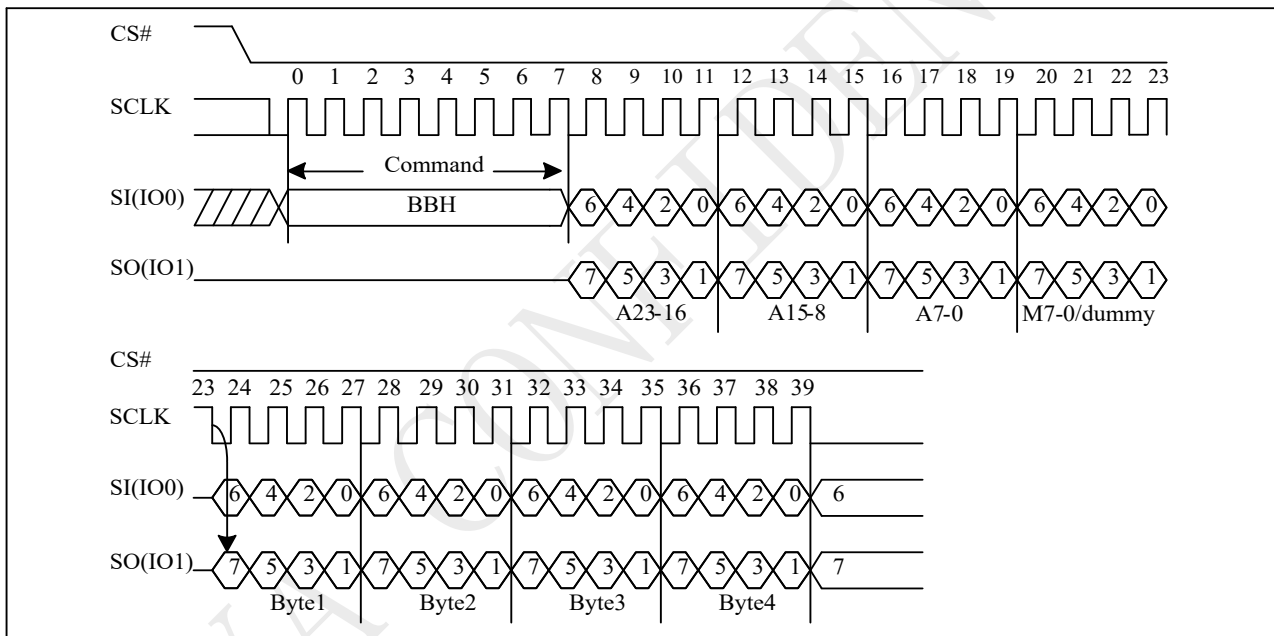 CS#
0 1 2 3 4 5 6 7 8 9 10 11 12 13 14 15 16 17 18 19 20 21 22 23
SCLK
Command
SI(IO0) BBH 6 4 2 0 6 4 2 0 6 4 2 0 6 4 2 0
SO(IO1) 7 5 3 1 7 5 3 1 7 5 3 1 7 5 3 1
A23-16 A15-8 A7-0 M7-0/dummy
CS#
23 24 25 26 27 28 29 30 31 32 33 34 35 36 37 38 39
SCLK
SI(IO0) 6 4 2 0 6 4 2 0 6 4 2 0 6 4 2 0 6
SO(IO1) 7 5 3 1 7 5 3 1 7 5 3 1 7 5 3 1 7
Byte1 Byte2 Byte3 Byte4